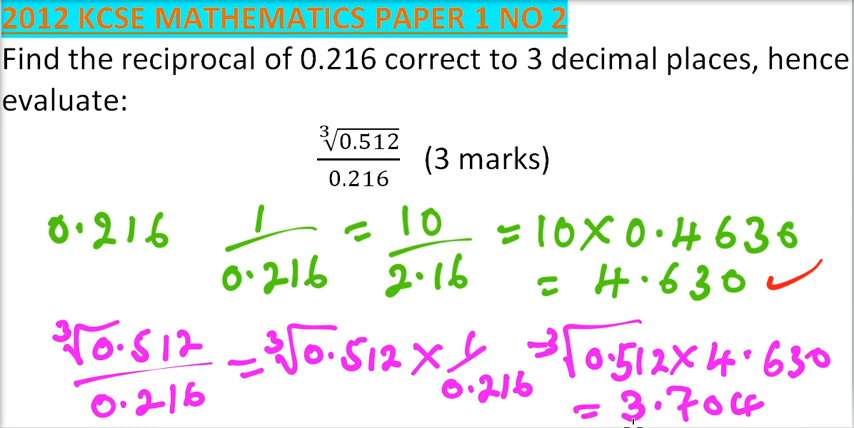 2012 KCSE MATHEMATICS PAPER 1 NO 2
Find the reciprocal of 0.216 correct to 3 decimal places, hence
evaluate:
∛0.512 / 0.216 (3 marks)
0.216 1/0.216 = 10/2.16 = 10 × 0.4630
= 4.630 ✓
∛0.512 / 0.216 = ∛0.512 × 1/0.216 = ∛0.512 × 4.630
= 3.704